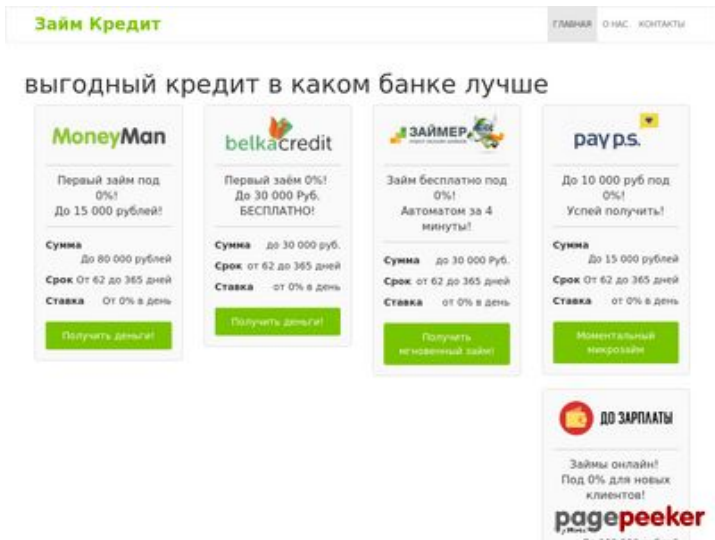 Займ Кредит
ГЛАВНАЯ О НАС КОНТАКТЫ
выгодный кредит в каком банке лучше
MoneyMan
Первый займ под
0%!
До 15 000 рублей!
Сумма
До 80 000 рублей
Срок От 62 до 365 дней
Ставка От 0% в день
Получить деньги!
belkacredit
Первый заём 0%!
До 30 000 Руб.
БЕСПЛАТНО!
Сумма до 30 000 руб.
Срок от 62 до 365 дней
Ставка от 0% в день
Получить деньги!
ЗАЙМЕР
Займ бесплатно под
0%!
Автоматом за 4
минуты!
Сумма до 30 000 Руб.
Срок от 62 до 365 дней
Ставка от 0% в день
Получить
мгновенный займ!
pay p.s.
До 10 000 руб под
0%!
Успей получить!
Сумма
До 15 000 рублей
Срок От 62 до 365 дней
Ставка от 0% в день
Моментальный
микрозайм
ДО ЗАРПЛАТЫ
Займы онлайн!
Под 0% для новых
клиентов!
pagepeeker